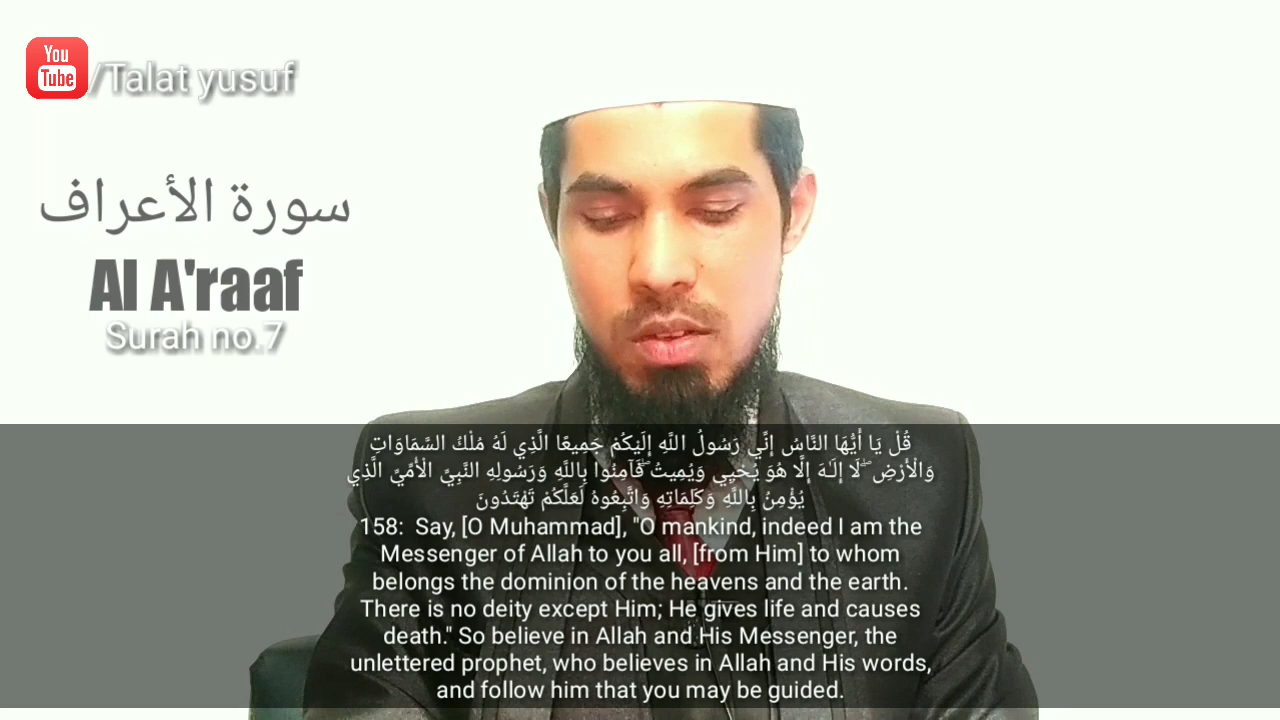 You
Tube
/Talat yusuf
سورة الأعراف
Al A'raaf
Surah no.7
قُلْ يَا أَيُّهَا النَّاسُ إِنِّي رَسُولُ اللَّهِ إِلَيْكُمْ جَمِيعًا الَّذِي لَهُ مُلْكُ السَّمَاوَاتِ
وَالْأَرْضِ ۖ لَا إِلَـٰهَ إِلَّا هُوَ يُحْيِي وَيُمِيتُ ۖ فَآمِنُوا بِاللَّهِ وَرَسُولِهِ النَّبِيِّ الْأُمِّيِّ الَّذِي
يُؤْمِنُ بِاللَّهِ وَكَلِمَاتِهِ وَاتَّبِعُوهُ لَعَلَّكُمْ تَهْتَدُونَ
158:  Say, [O Muhammad], "O mankind, indeed I am the
Messenger of Allah to you all, [from Him] to whom
belongs the dominion of the heavens and the earth.
There is no deity except Him; He gives life and causes
death." So believe in Allah and His Messenger, the
unlettered prophet, who believes in Allah and His words,
and follow him that you may be guided.